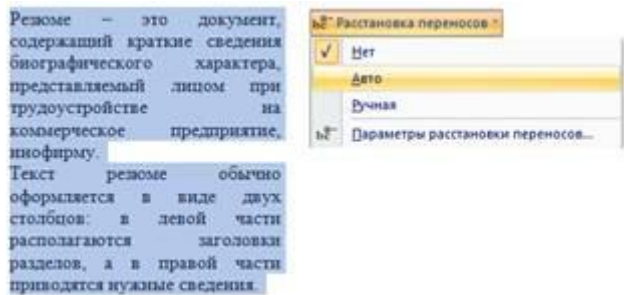 Резюме – это документ,
содержащий краткие сведения
биографического характера,
представляемый лицом при
трудоустройстве на
коммерческое предприятие,
инофирму.
Текст резюме обычно
оформляется в виде двух
столбцов: в левой части
располагаются заголовки
разделов, а в правой части
приводятся нужные сведения.
Расстановка переносов
Нет
Авто
Ручная
Параметры расстановки переносов...